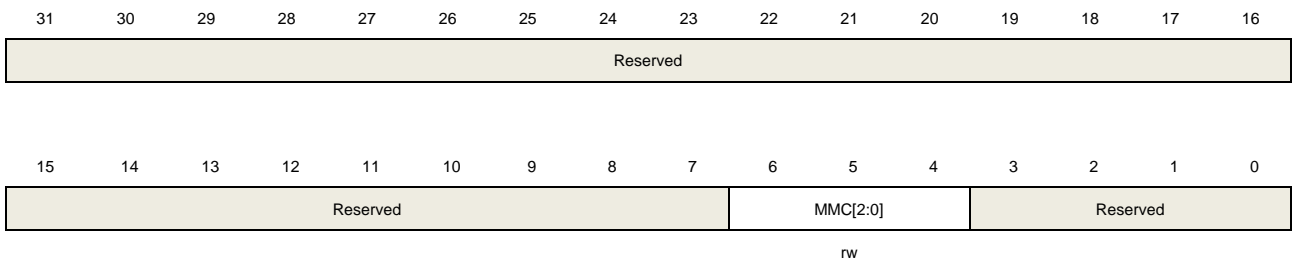 31 30 29 28 27 26 25 24 23 22 21 20 19 18 17 16
Reserved
15 14 13 12 11 10 9 8 7 6 5 4 3 2 1 0
Reserved MMC[2:0] Reserved
rw